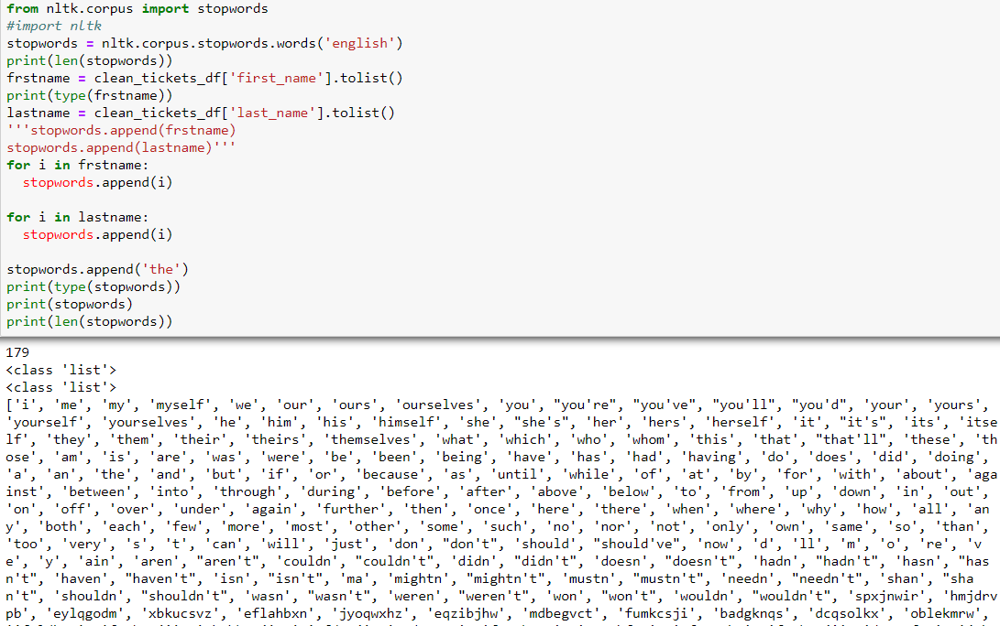 from nltk.corpus import stopwords
#import nltk
stopwords = nltk.corpus.stopwords.words('english')
print(len(stopwords))
frstname = clean_tickets_df['first_name'].tolist()
print(type(frstname))
lastname = clean_tickets_df['last_name'].tolist()
'''stopwords.append(frstname)
stopwords.append(lastname)'''
for i in frstname:
  stopwords.append(i)
for i in lastname:
  stopwords.append(i)
stopwords.append('the')
print(type(stopwords))
print(stopwords)
print(len(stopwords))
179
<class 'list'>
<class 'list'>
['i', 'me', 'my', 'myself', 'we', 'our', 'ours', 'ourselves', 'you', "you're", "you've", "you'll", "you'd", 'your', 'yours',
'yourself', 'yourselves', 'he', 'him', 'his', 'himself', 'she', "she's", 'her', 'hers', 'herself', 'it', "it's", 'its', 'itse
lf', 'they', 'them', 'their', 'theirs', 'themselves', 'what', 'which', 'who', 'whom', 'this', 'that', "that'll", 'these', 'th
ose', 'am', 'is', 'are', 'was', 'were', 'be', 'been', 'being', 'have', 'has', 'had', 'having', 'do', 'does', 'did', 'doing',
'a', 'an', 'the', 'and', 'but', 'if', 'or', 'because', 'as', 'until', 'while', 'of', 'at', 'by', 'for', 'with', 'about', 'aga
inst', 'between', 'into', 'through', 'during', 'before', 'after', 'above', 'below', 'to', 'from', 'up', 'down', 'in', 'out',
'on', 'off', 'over', 'under', 'again', 'further', 'then', 'once', 'here', 'there', 'when', 'where', 'why', 'how', 'all', 'an
y', 'both', 'each', 'few', 'more', 'most', 'other', 'some', 'such', 'no', 'nor', 'not', 'only', 'own', 'same', 'so', 'than',
'too', 'very', 's', 't', 'can', 'will', 'just', 'don', "don't", 'should', "should've", 'now', 'd', 'll', 'm', 'o', 're', 'v
e', 'y', 'ain', 'aren', "aren't", 'couldn', "couldn't", 'didn', "didn't", 'doesn', "doesn't", 'hadn', "hadn't", 'hasn', "has
n't", 'haven', "haven't", 'isn', "isn't", 'ma', 'mightn', "mightn't", 'mustn', "mustn't", 'needn', "needn't", 'shan', "sha
n't", 'shouldn', "shouldn't", 'wasn', "wasn't", 'weren', "weren't", 'won', "won't", 'wouldn', "wouldn't", 'spxjnwir', 'hmjdrv
pb', 'eylqgodm', 'xbkucsvz', 'eflahbxn', 'jyoqwxhz', 'eqzibjhw', 'mdbegvct', 'fumkcsji', 'badgknqs', 'dcqsolkx', 'oblekmrw',